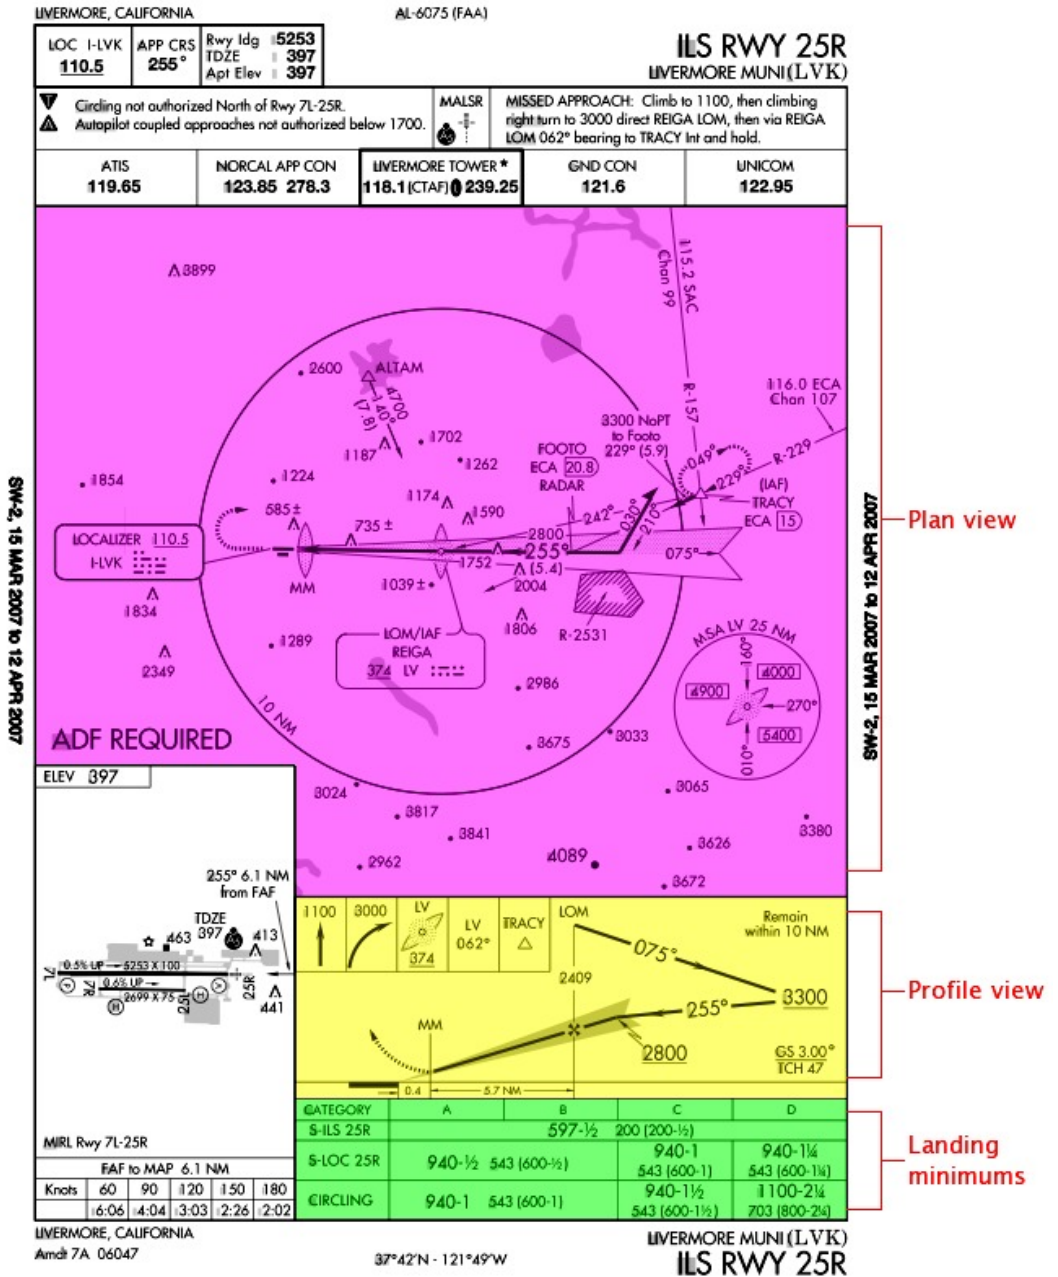 LIVERMORE, CALIFORNIA
AL-6075 (FAA)
LOC I-LVK
110.5
APP CRS
255°
Rwy ldg 5253
TDZE 397
Apt Elev 397
ILS RWY 25R
LIVERMORE MUNI (LVK)
T
Circling not authorized North of Rwy 7L-25R.
A
Autopilot coupled approaches not authorized below 1700.
MALSR
MISSED APPROACH: Climb to 1100, then climbing
right turn to 3000 direct REIGA LOM, then via REIGA
LOM 062° bearing to TRACY Int and hold.
ATIS
119.65
NORCAL APP CON
123.85 278.3
LIVERMORE TOWER *
118.1 (CTAF) 239.25
GND CON
121.6
UNICOM
122.95
3899
115.2 SAC
Chan 99
R-157
116.0 ECA
Chan 107
R-229
2600
ALTAM
4700
140°
(7.8)
3300 NoPT
to Footo
229° (5.9)
1187
1702
1262
FOOTO
ECA 20.8
RADAR
049°
229°
(IAF)
TRACY
ECA 15
1854
1224
1174
1590
585 ±
735 ±
242°
030°
210°
LOCALIZER 110.5
I-LVK
2800
255°
(5.4)
075°
1752
MM
1039 ±
2004
1834
1806
R-2531
1289
LOM/IAF
REIGA
374 LV
2349
2986
MSA LV 25 NM
160°
4000
4900
270°
5400
010°
10 NM
ADF REQUIRED
3675
3033
3024
3065
3817
3841
3380
2962
4089
3626
3672
Plan view
SW-2, 15 MAR 2007 to 12 APR 2007
SW-2, 15 MAR 2007 to 12 APR 2007
ELEV 397
255° 6.1 NM
from FAF
TDZE
397
463
413
0.5% UP
5253 X 100
7L
25R
0.6% UP
2699 X 75
7R
25L
441
MIRL Rwy 7L-25R
FAF to MAP 6.1 NM
Knots 60 90 120 150 180
6:06 4:04 3:03 2:26 2:02
1100
3000
LV
374
LV
062°
TRACY
LOM
Remain
within 10 NM
075°
2409
3300
255°
MM
2800
GS 3.00°
TCH 47
0.4
5.7 NM
Profile view
CATEGORY A B C D
S-ILS 25R 597-½ 200 (200-½)
S-LOC 25R 940-½ 543 (600-½) 940-1 543 (600-1) 940-1¼ 543 (600-1¼)
CIRCLING 940-1 543 (600-1) 940-1½ 543 (600-1½) 1100-2¼ 703 (800-2¼)
Landing
minimums
LIVERMORE, CALIFORNIA
Amdt 7A 06047
37°42'N - 121°49'W
LIVERMORE MUNI (LVK)
ILS RWY 25R